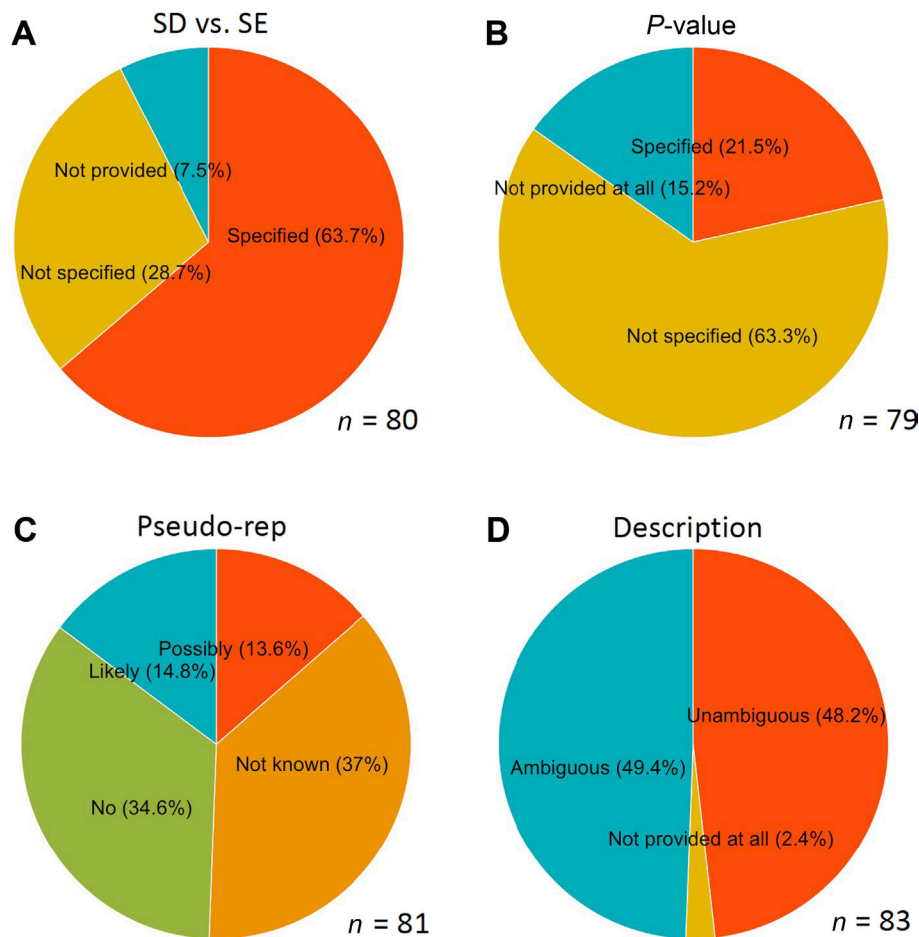 A
SD vs. SE
Not provided (7.5%)
Specified (63.7%)
Not specified (28.7%)
n = 80
B
P-value
Specified (21.5%)
Not provided at all (15.2%)
Not specified (63.3%)
n = 79
C
Pseudo-rep
Possibly (13.6%)
Likely (14.8%)
Not known (37%)
No (34.6%)
n = 81
D
Description
Unambiguous (48.2%)
Ambiguous (49.4%)
Not provided at all (2.4%)
n = 83